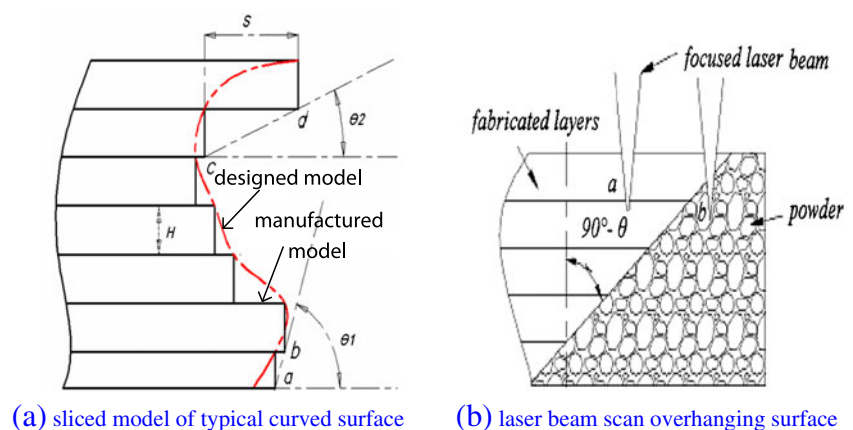 S
d
θ2
c
designed model
H
manufactured
model
θ1
b
a
(a) sliced model of typical curved surface
focused laser beam
fabricated layers
a
b
powder
90°-θ
(b) laser beam scan overhanging surface